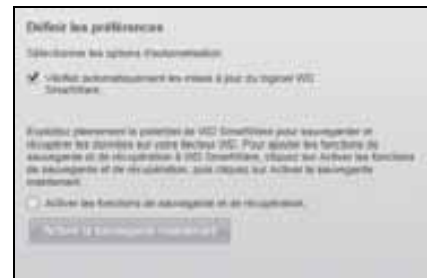 Définir les préférences
Sélectionner les options d'automatisation
Vérifiez automatiquement les mises à jour du logiciel WD
SmartWare.
Exploitez pleinement le potentiel de WD SmartWare pour sauvegarder et
récupérer les données sur votre lecteur WD. Pour ajouter les fonctions de
sauvegarde et de récupération à WD SmartWare, cliquez sur Activer les fonctions
de sauvegarde et de récupération, puis cliquez sur Activer la sauvegarde
maintenant.
Activer les fonctions de sauvegarde et de récupération.
Activer la sauvegarde maintenant